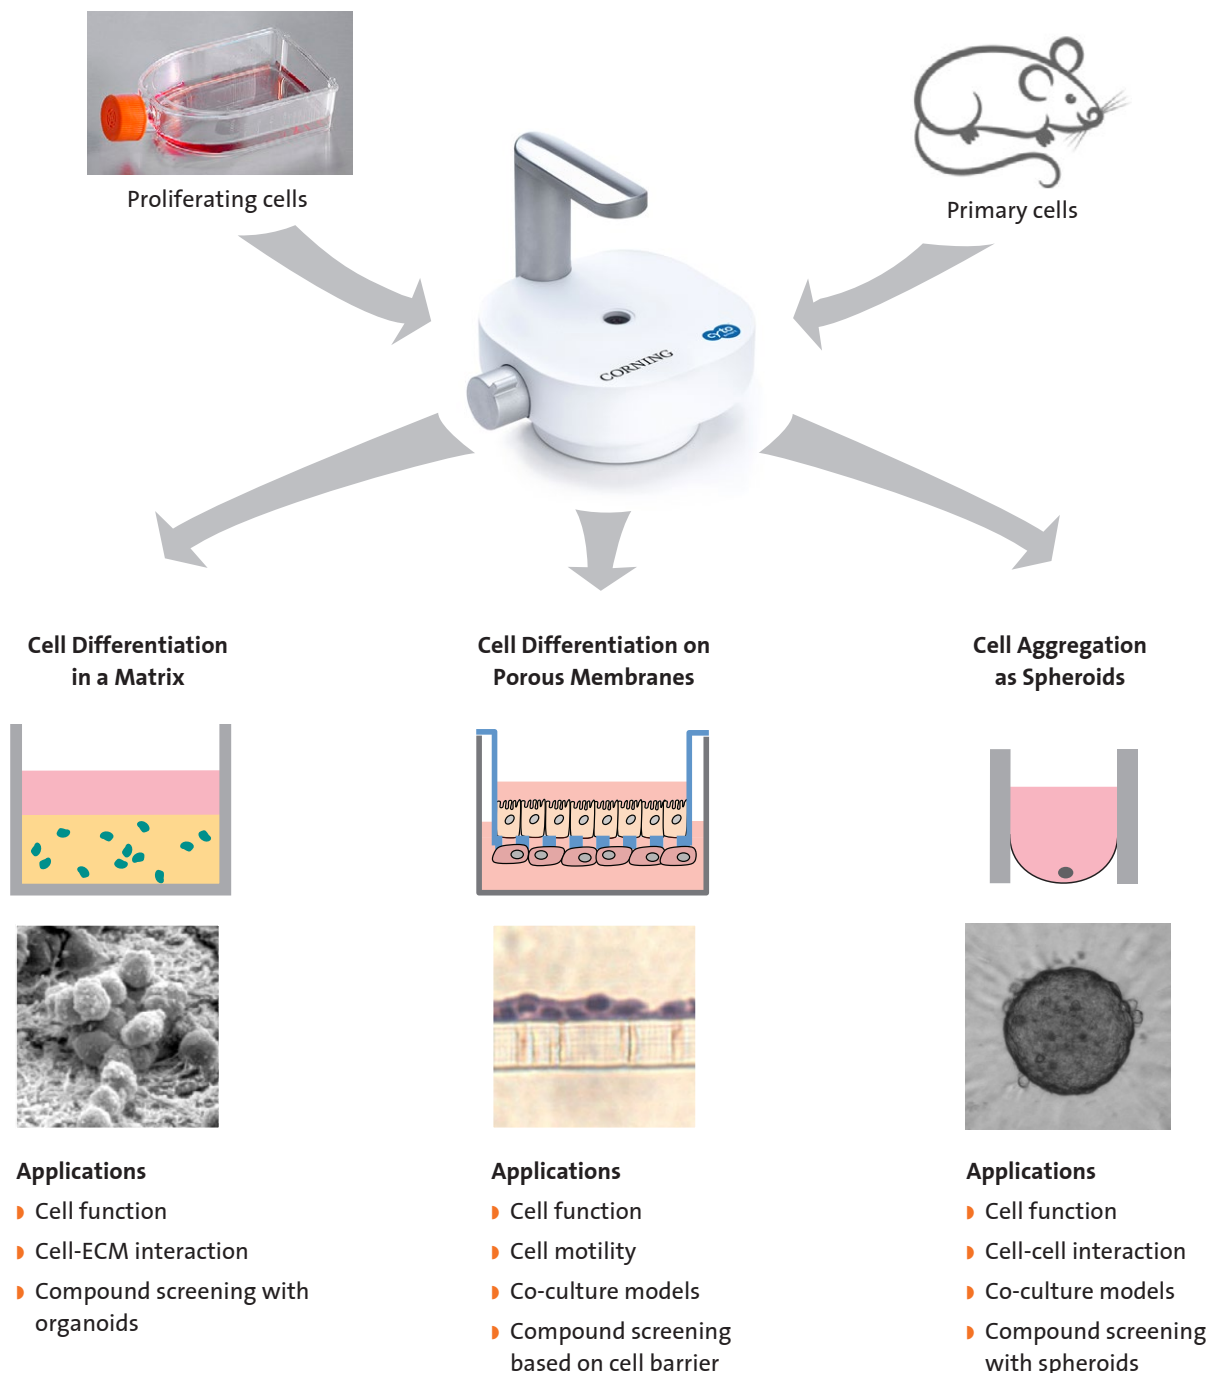 Proliferating cells
Primary cells
cyto
CORNING
Cell Differentiation
in a Matrix
Cell Differentiation on
Porous Membranes
Cell Aggregation
as Spheroids
Applications
Cell function
Cell-ECM interaction
Compound screening with
organoids
Applications
Cell function
Cell motility
Co-culture models
Compound screening
based on cell barrier
Applications
Cell function
Cell-cell interaction
Co-culture models
Compound screening
with spheroids